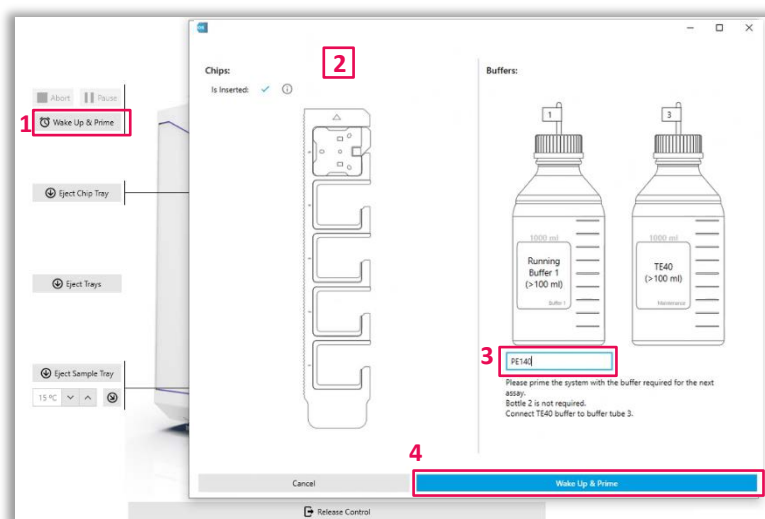 Abort
Pause
1
Wake Up & Prime
Eject Chip Tray
Eject Trays
Eject Sample Tray
15 ºC
Chips:
2
Is Inserted:
Buffers:
1
3
1000 ml
Running
Buffer 1
(>100 ml)
Buffer 1
1000 ml
TE40
(>100 ml)
Maintenance
3
PE140
Please prime the system with the buffer required for the next
assay.
Bottle 2 is not required.
Connect TE40 buffer to buffer tube 3.
4
Cancel
Wake Up & Prime
Release Control